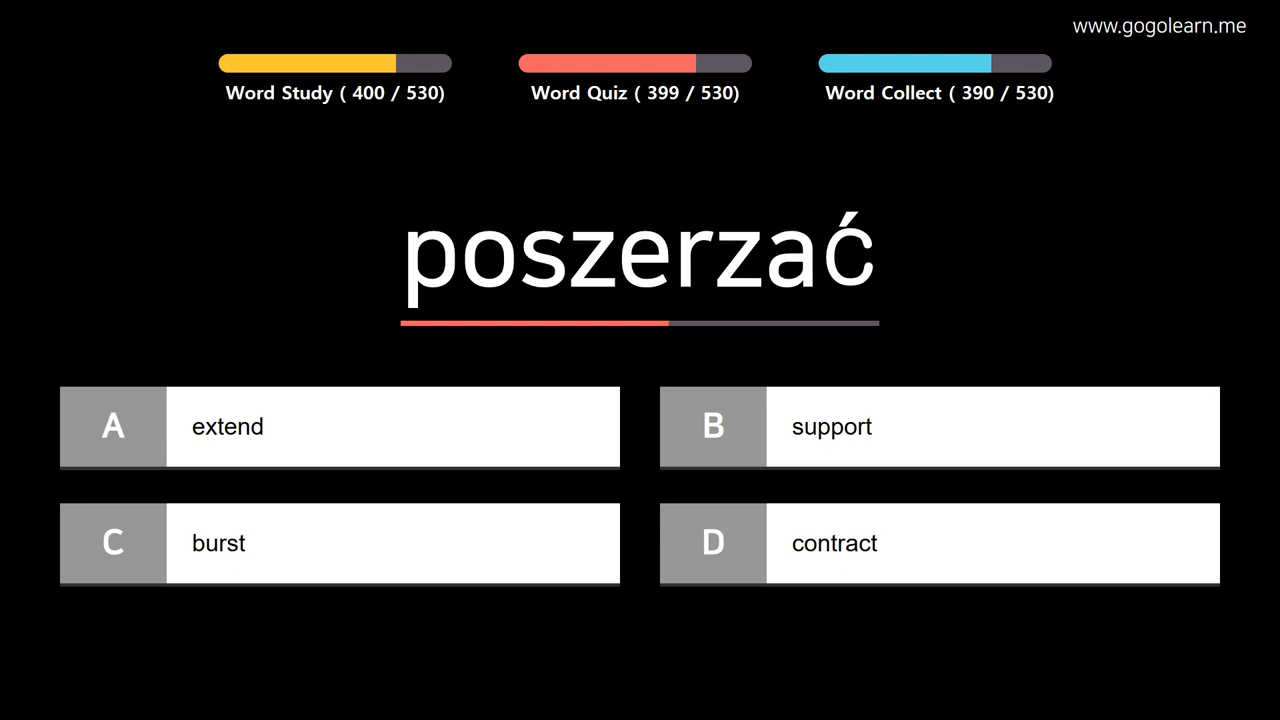 www.gogolearn.me
Word Study ( 400 / 530)
Word Quiz ( 399 / 530)
Word Collect ( 390 / 530)
poszerzać
A extend
B support
C burst
D contract